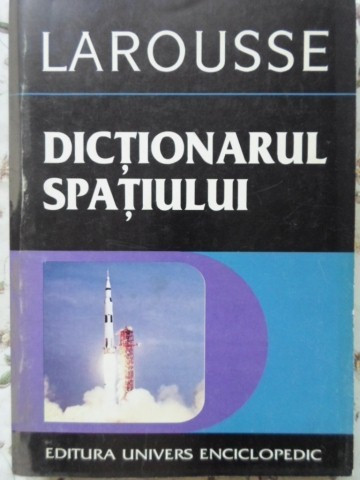 LAROUSSE
DICȚIONARUL
SPAȚIULUI
EDITURA UNIVERS ENCICLOPEDIC